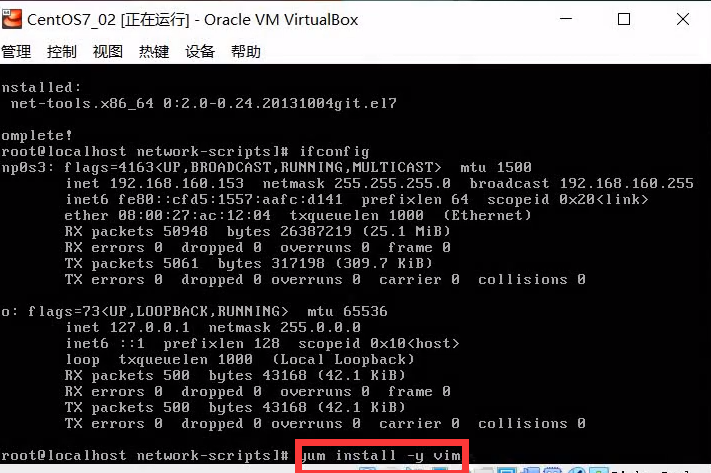 CentOS7_02 [正在运行] - Oracle VM VirtualBox
管理 控制 视图 热键 设备 帮助
nstalled:
net-tools.x86_64 0:2.0-0.24.20131004git.el7
omplete!
root@localhost network-scripts]# ifconfig
np0s3: flags=4163<UP,BROADCAST,RUNNING,MULTICAST> mtu 1500
inet 192.168.160.153 netmask 255.255.255.0 broadcast 192.168.160.255
inet6 fe80::cfd5:1557:aafc:d141 prefixlen 64 scopeid 0x20<link>
ether 08:00:27:ac:12:04 txqueuelen 1000 (Ethernet)
RX packets 50948 bytes 26387219 (25.1 MiB)
RX errors 0 dropped 0 overruns 0 frame 0
TX packets 5061 bytes 317198 (309.7 KiB)
TX errors 0 dropped 0 overruns 0 carrier 0 collisions 0
o: flags=73<UP,LOOPBACK,RUNNING> mtu 65536
inet 127.0.0.1 netmask 255.0.0.0
inet6 ::1 prefixlen 128 scopeid 0x10<host>
loop txqueuelen 1000 (Local Loopback)
RX packets 500 bytes 43168 (42.1 KiB)
RX errors 0 dropped 0 overruns 0 frame 0
TX packets 500 bytes 43168 (42.1 KiB)
TX errors 0 dropped 0 overruns 0 carrier 0 collisions 0
root@localhost network-scripts]# yum install -y vim